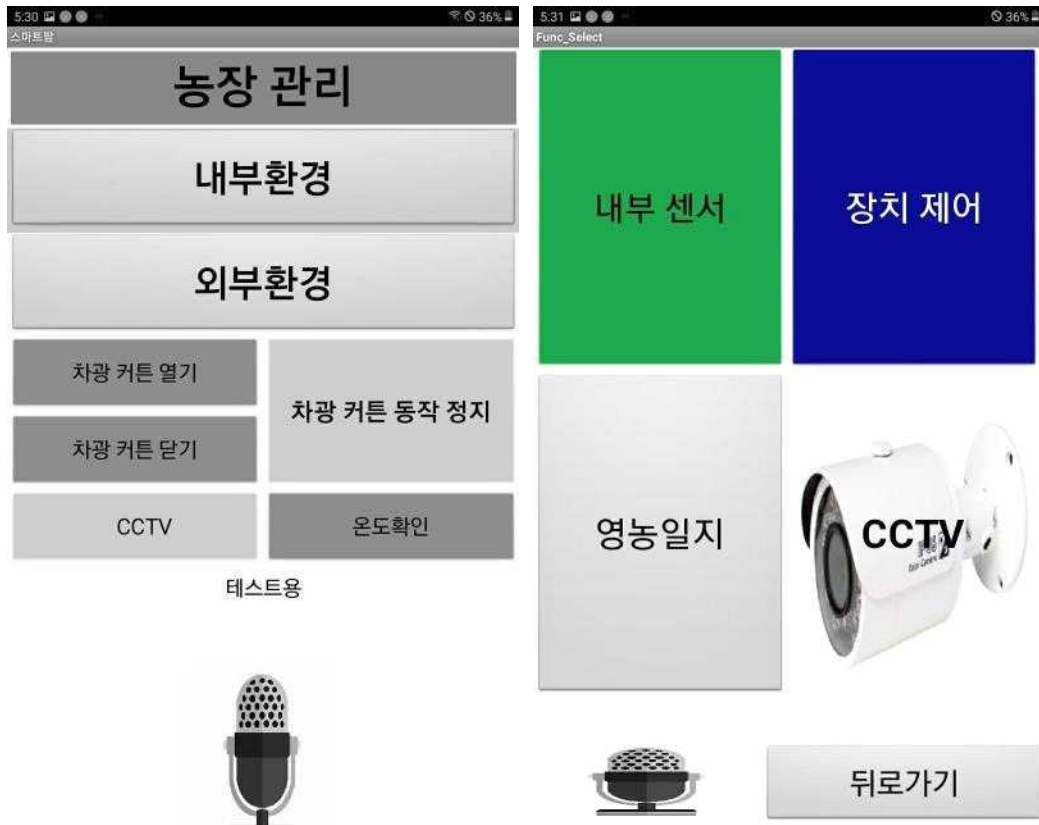 5:30
36%
스마트팜
농장 관리
내부환경
외부환경
차광 커튼 열기
차광 커튼 닫기
차광 커튼 동작 정지
CCTV
온도확인
테스트용
5:31
36%
Func_Select
내부 센서
장치 제어
영농일지
CCTV
뒤로가기